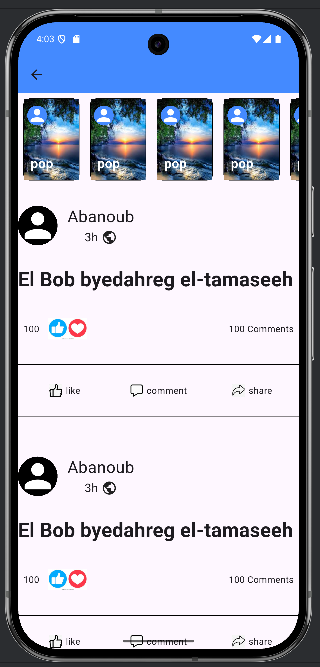 4:03
pop pop pop pop
Abanoub
3h
El Bob byedahreg el-tamaseeh
100 100 Comments
like comment share
Abanoub
3h
El Bob byedahreg el-tamaseeh
100 100 Comments
like comment share